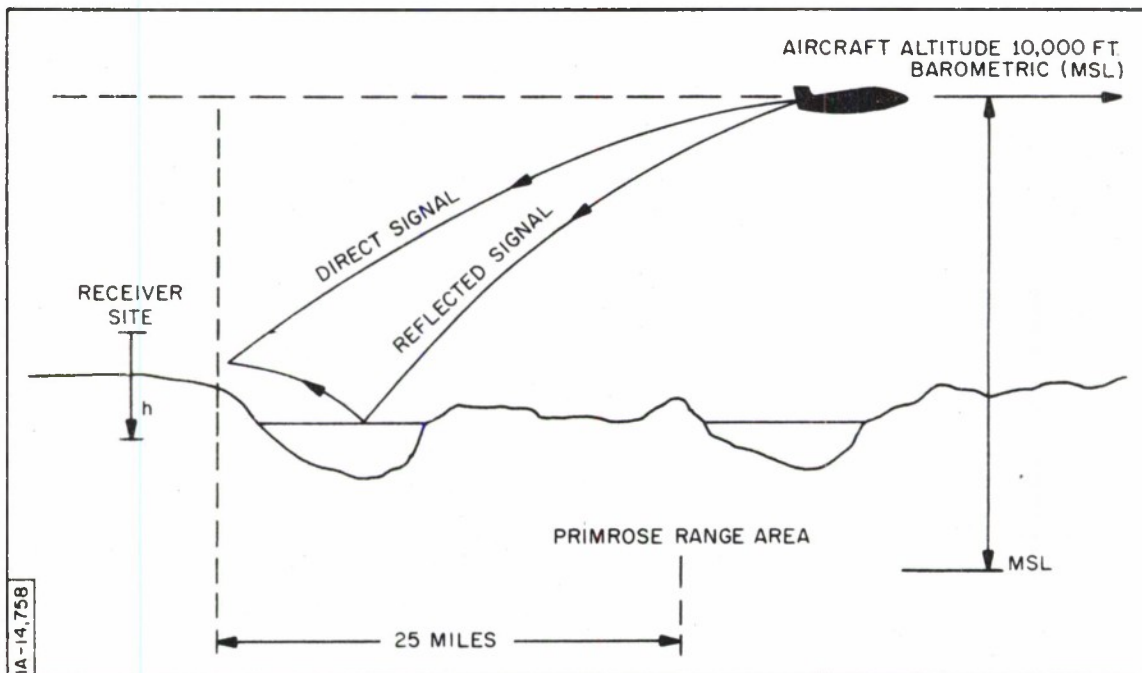 AIRCRAFT ALTITUDE 10,000 FT.
BAROMETRIC (MSL)
DIRECT SIGNAL
REFLECTED SIGNAL
RECEIVER
SITE
h
PRIMROSE RANGE AREA
MSL
25 MILES
IA-14,758